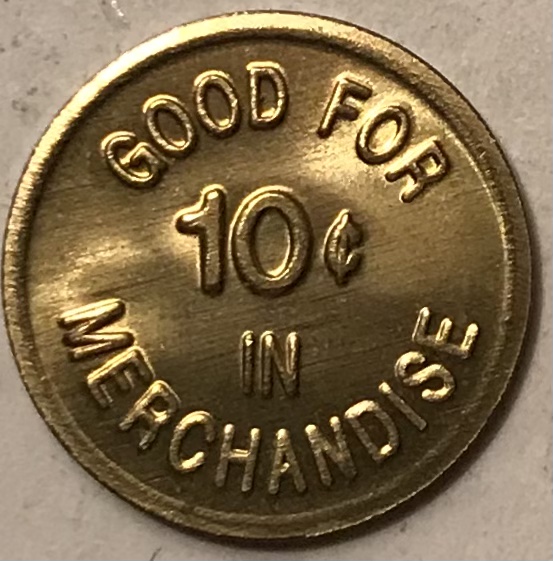 GOOD FOR
10¢
IN
MERCHANDISE